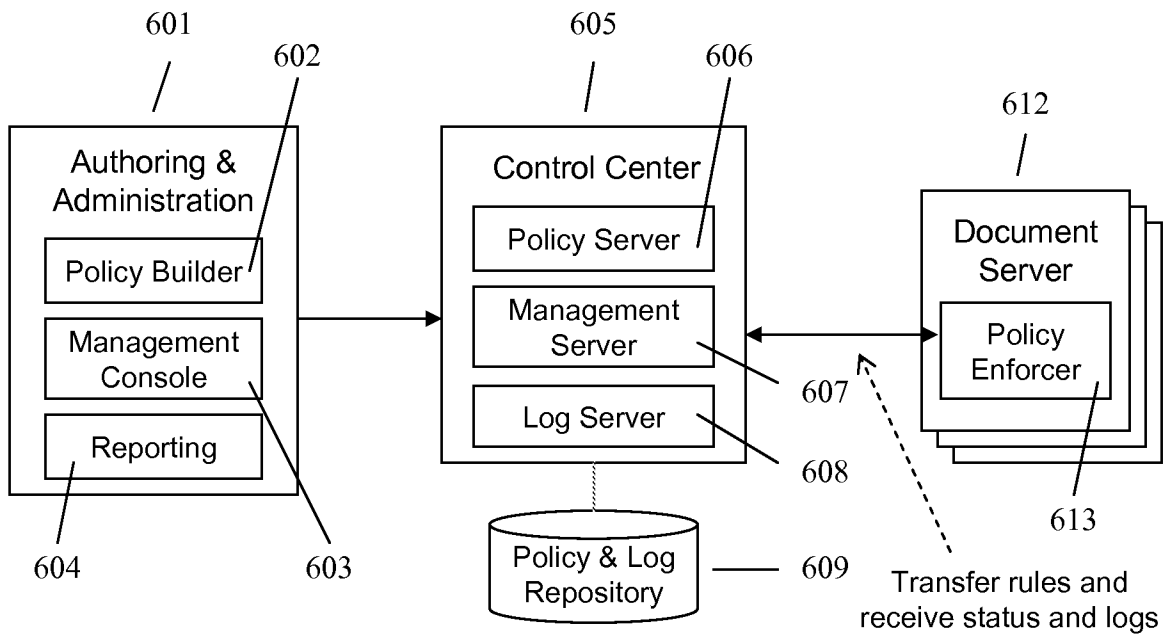 601
602
Authoring &
Administration
Policy Builder
Management
Console
Reporting
604
603
605
606
Control Center
Policy Server
Management
Server
607
Log Server
608
Policy & Log
Repository
609
612
Document
Server
Policy
Enforcer
613
Transfer rules and
receive status and logs